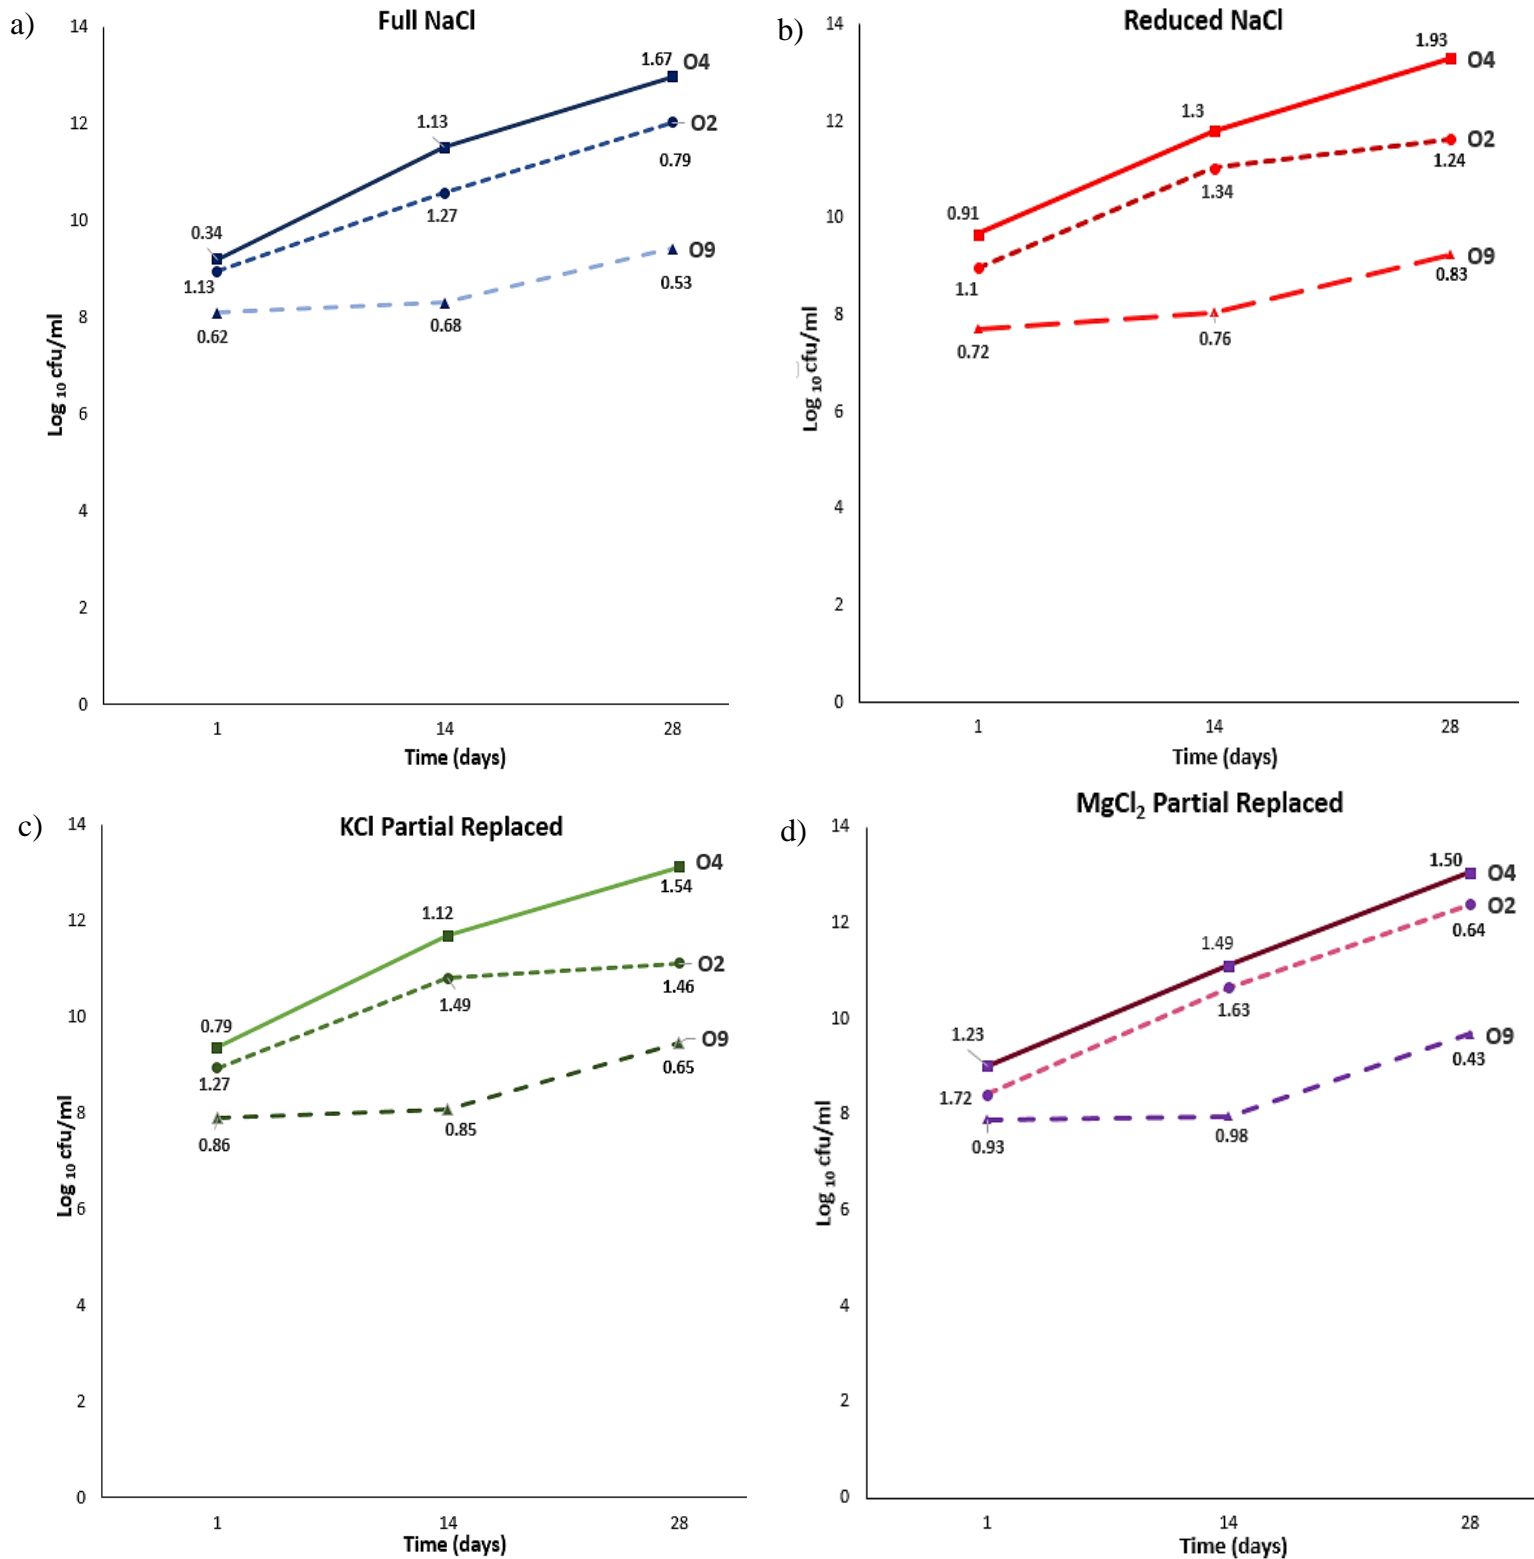 a)
Full NaCl
14
12
10
8
6
4
2
0
Log 10 cfu/ml
1.67 O4
1.13
O2
0.79
1.27
0.34
O9
0.53
1.13
0.62
0.68
1
14
28
Time (days)
b)
Reduced NaCl
14
12
10
8
6
4
2
0
Log 10 cfu/ml
1.93
O4
1.3
O2
1.24
1.34
0.91
O9
0.83
1.1
0.72
0.76
1
14
28
Time (days)
c)
KCl Partial Replaced
14
12
10
8
6
4
2
0
Log 10 cfu/ml
O4
1.54
1.12
O2
1.46
1.49
0.79
O9
0.65
1.27
0.86
0.85
1
14
28
Time (days)
d)
MgCl2 Partial Replaced
14
12
10
8
6
4
2
0
Log 10 cfu/ml
1.50
O4
O2
0.64
1.49
1.63
1.23
O9
0.43
1.72
0.93
0.98
1
14
28
Time (days)